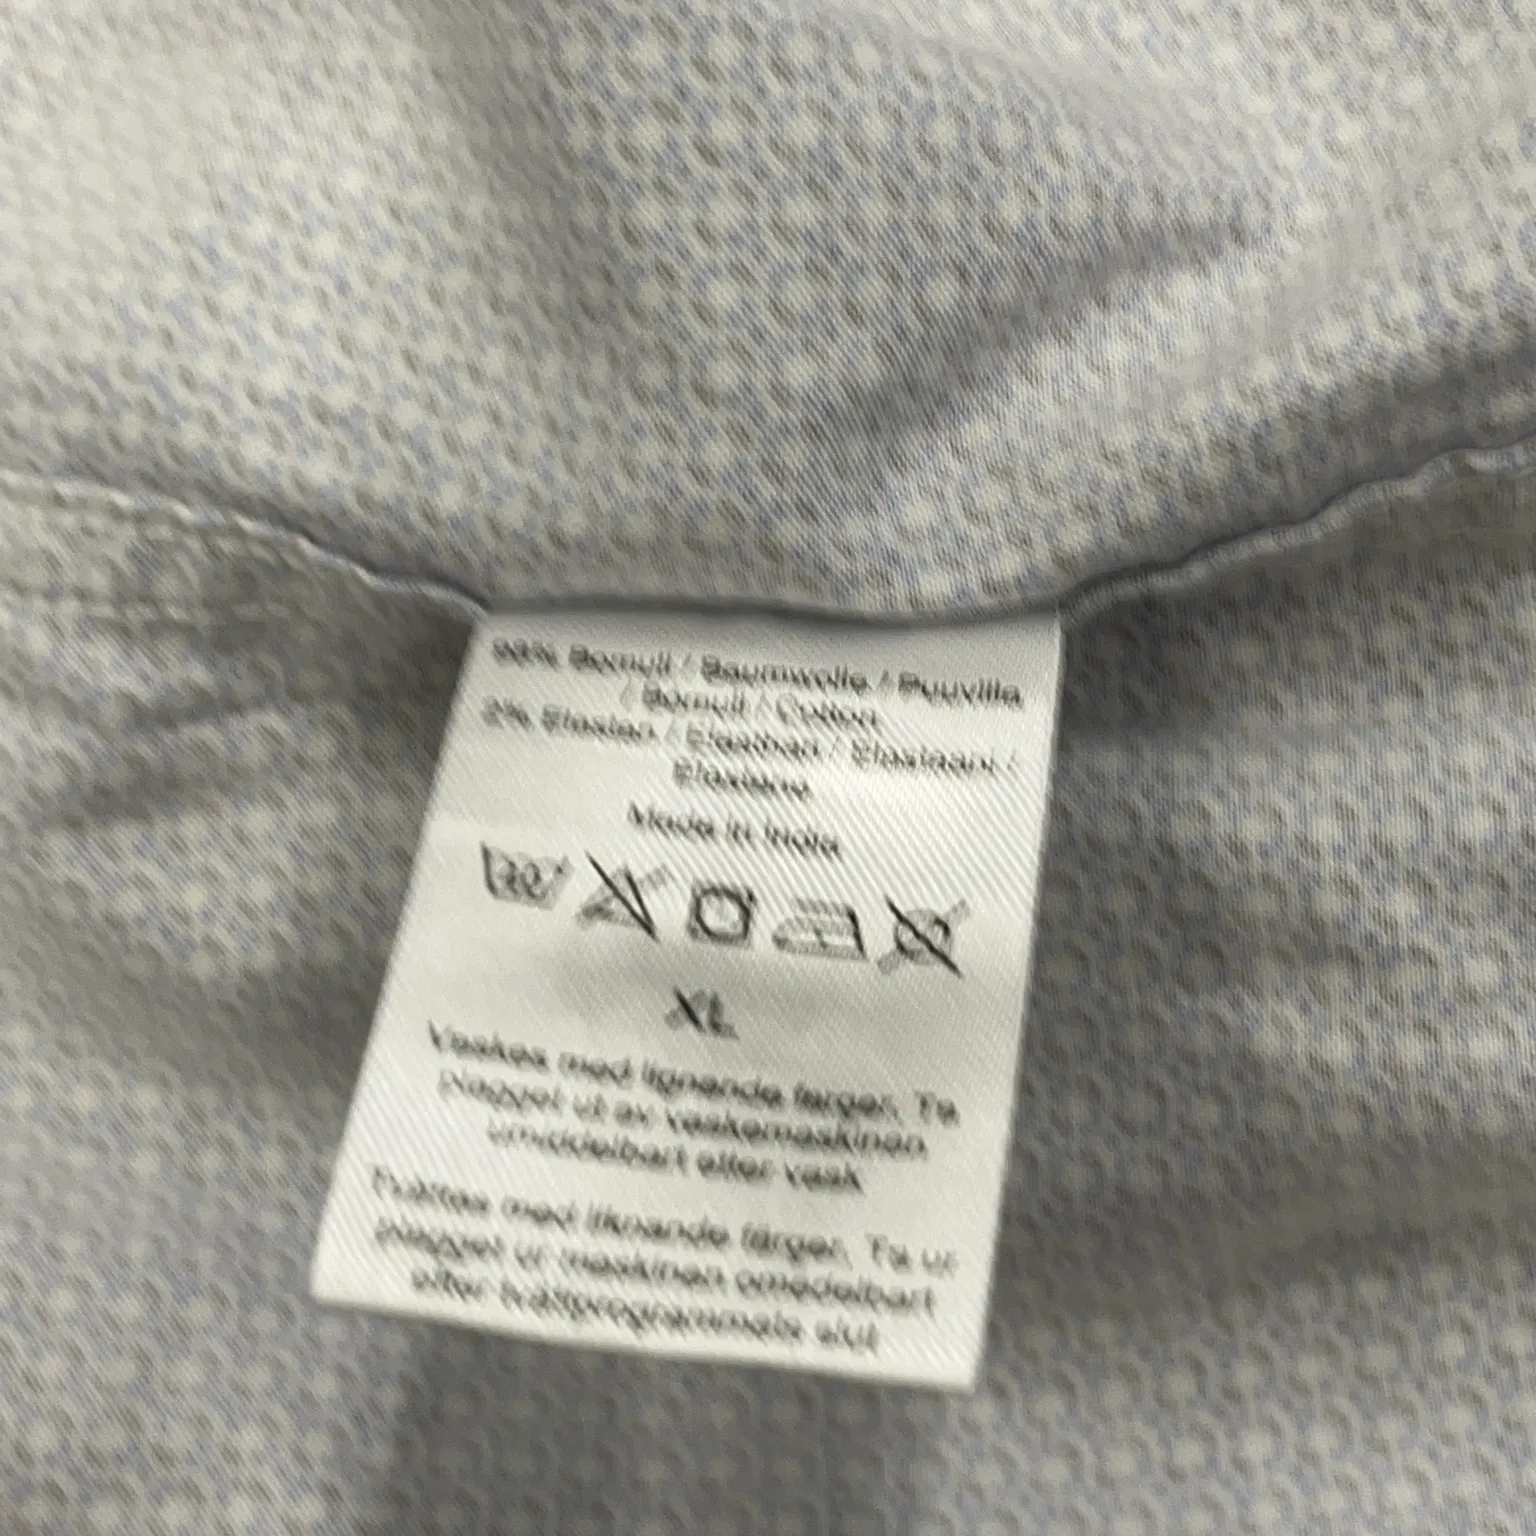 98% Bomull / Baumwolle / Puuvilla
/ Bomull / Cotton
2% Elastan / Elasthan / Elastaani /
Elastane
Made in India
XL
Vaskes med lignende farger. Ta
plagget ut av vaskemaskinen
umiddelbart etter vask
Tvättas med liknande färger. Ta ur
plagget ur maskinen omedelbart
efter tvättprogrammets slut